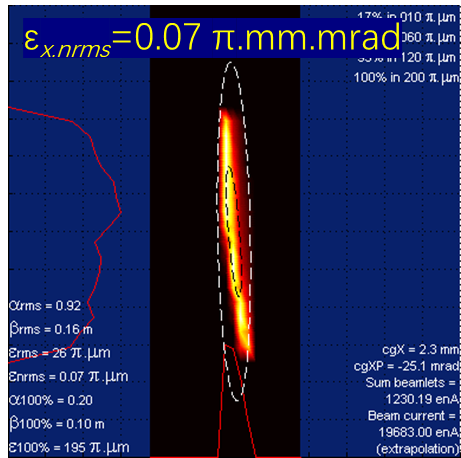 εx.nrms=0.07 π.mm.mrad
17% in 010 π.μm
060 π.μm
120 π.μm
100% in 200 π.μm
αrms = 0.92
βrms = 0.16 m
εrms = 26 π.μm
εnrms = 0.07 π.μm
α100% = 0.20
β100% = 0.10 m
ε100% = 195 π.μm
cgX = 2.3 mm
cgXP = -25.1 mrad
Sum beamlets =
1230.19 enA
Beam current =
19683.00 enA
(extrapolation)